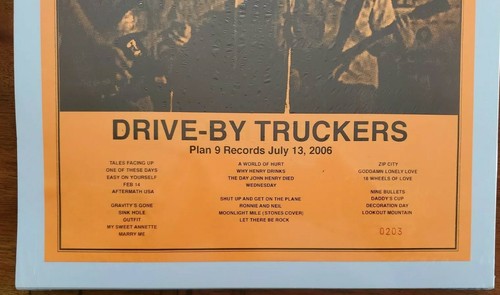 DRIVE-BY TRUCKERS
Plan 9 Records July 13, 2006
TALES FACING UP
ONE OF THESE DAYS
EASY ON YOURSELF
FEB 14
AFTERMATH USA
GRAVITY'S GONE
SINK HOLE
OUTFIT
MY SWEET ANNETTE
MARRY ME
A WORLD OF HURT
WHY HENRY DRINKS
THE DAY JOHN HENRY DIED
WEDNESDAY
SHUT UP AND GET ON THE PLANE
RONNIE AND NEIL
MOONLIGHT MILE (STONES COVER)
LET THERE BE ROCK
ZIP CITY
GODDAMN LONELY LOVE
18 WHEELS OF LOVE
NINE BULLETS
DADDY'S CUP
DECORATION DAY
LOOKOUT MOUNTAIN
0203